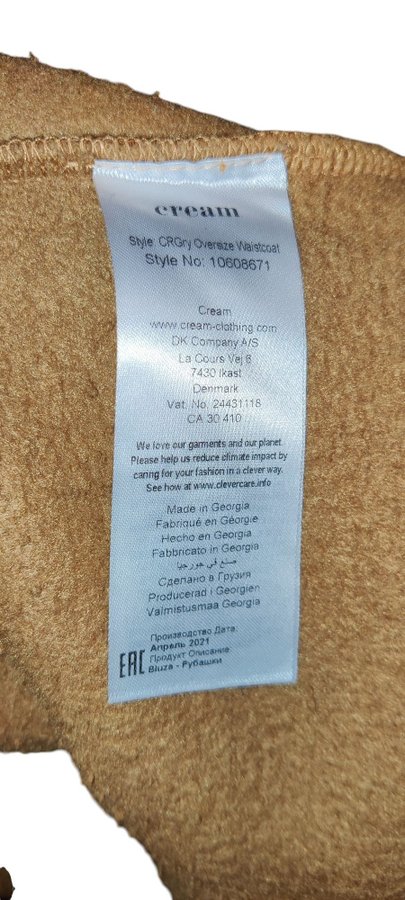 cream
Style: CRGry Oversize Waistcoat
Style No: 10608671
Cream
www.cream-clothing.com
DK Company A/S
La Cours Vej 6
7430 Ikast
Denmark
Vat. No. 24431118
CA 30 410
We love our garments and our planet
Please help us reduce climate impact by
caring for your fashion in a clever way.
See how at www.clevercare.info
Made in Georgia
Fabriqué en Géorgie
Hecho en Georgia
Fabbricato in Georgia
صنع في جورجيا
Сделано в Грузия
Producerad i Georgien
Valmistusmaa Georgia
Производство Дата:
Апрель 2021
Продукт Описание:
Bluza - Рубашки
EAC